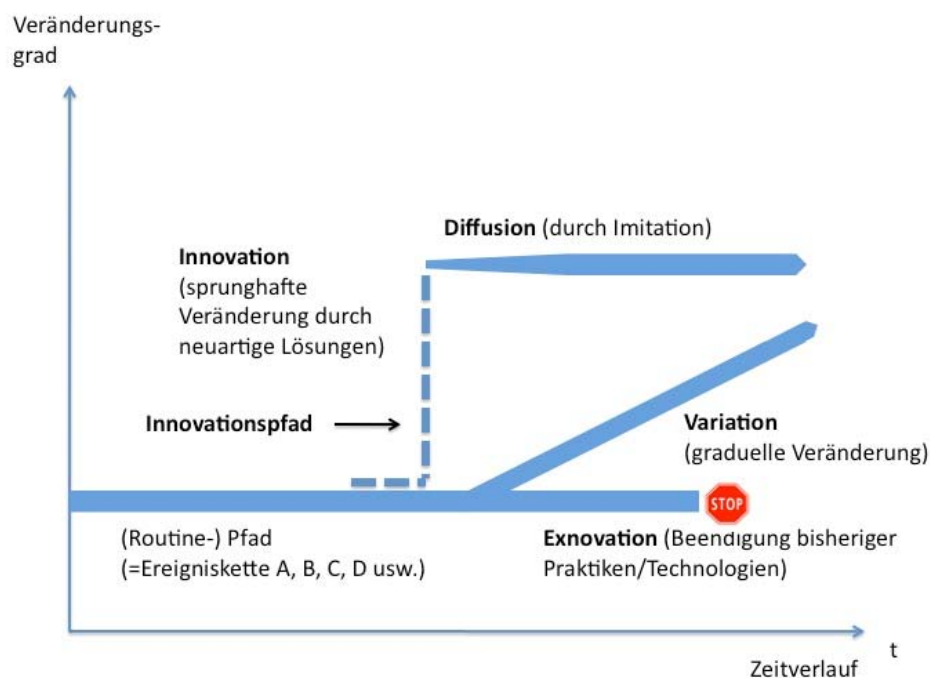 Veränderungs-
grad
Diffusion (durch Imitation)
Innovation
(sprunghafte
Veränderung durch
neuartige Lösungen)
Innovationspfad
Variation
(graduelle Veränderung)
STOP
(Routine-) Pfad
(=Ereigniskette A, B, C, D usw.)
Exnovation (Beendigung bisheriger
Praktiken/Technologien)
t
Zeitverlauf